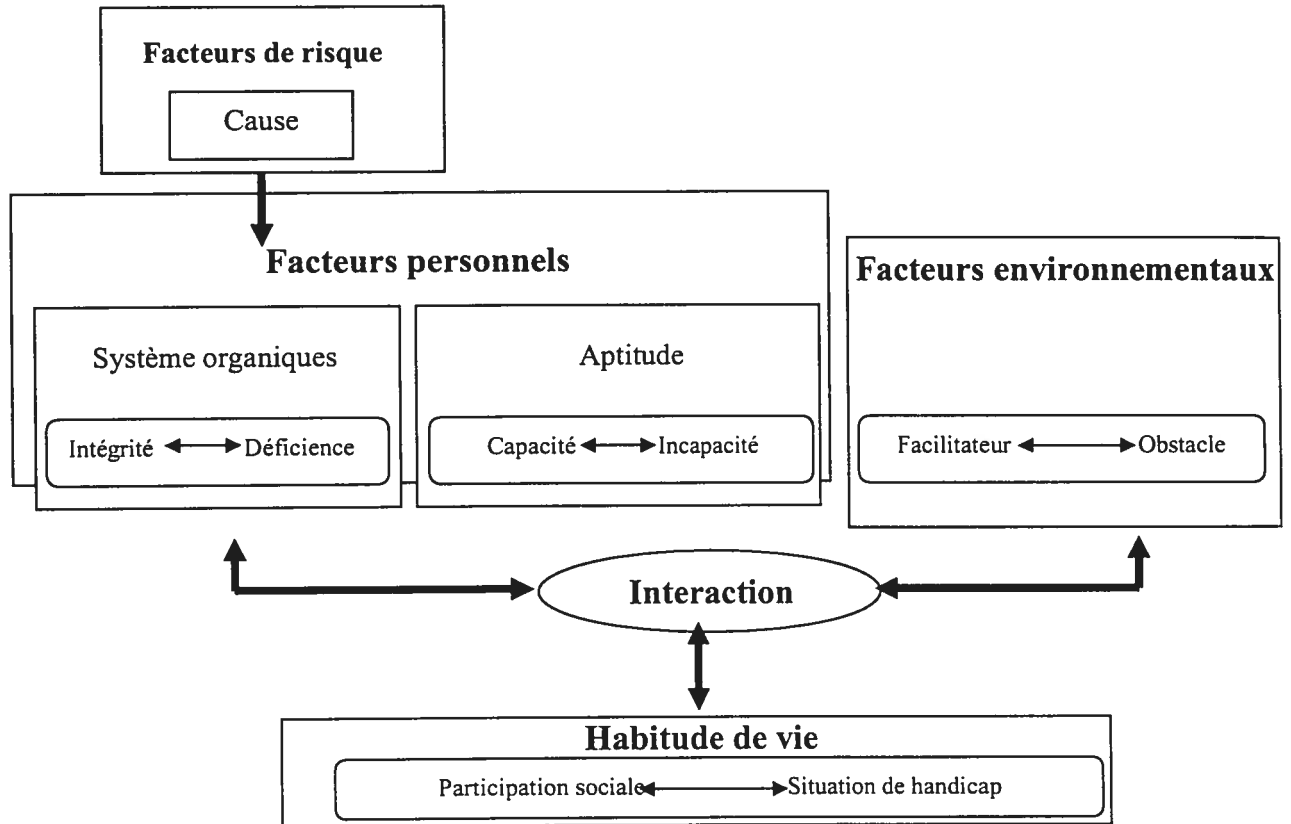 Facteurs de risque
Cause
Facteurs personnels
Facteurs environnementaux
Système organiques
Aptitude
Intégrité Déficience
Capacité Incapacité
Facilitateur Obstacle
Interaction
Habitude de vie
Participation sociale Situation de handicap